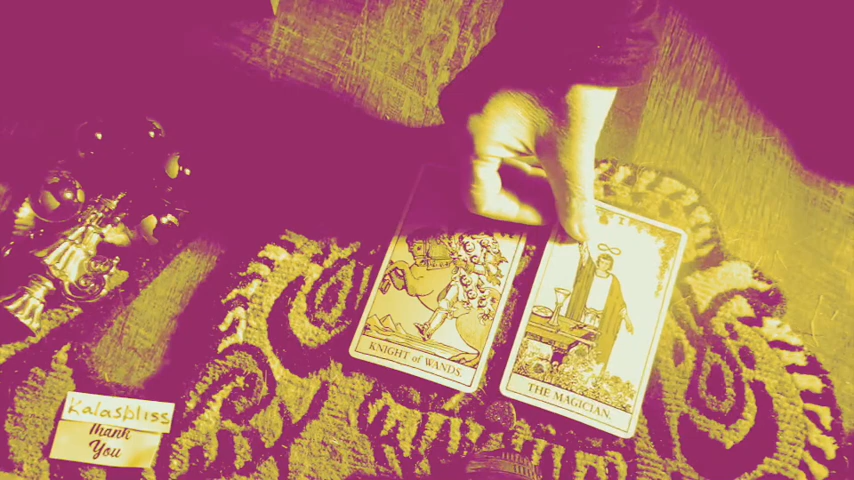 KNIGHT of WANDS.
THE MAGICIAN.
Kalasbliss
Thank
You